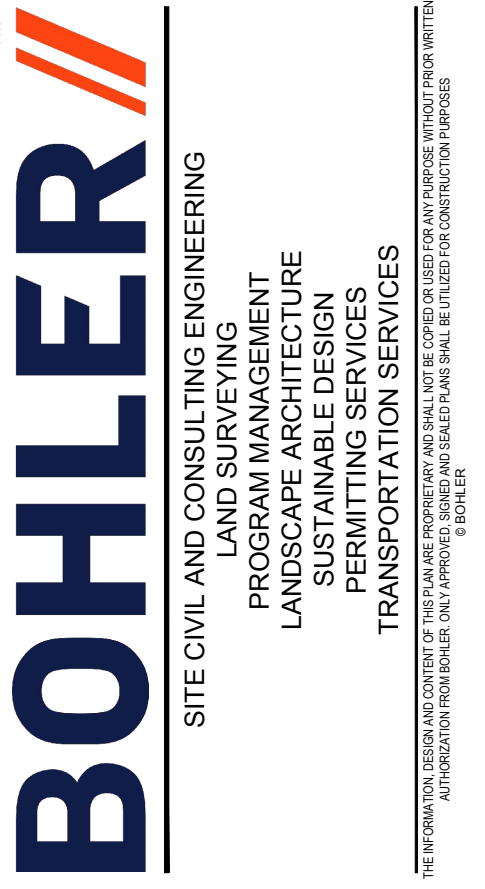 BOHLER
SITE CIVIL AND CONSULTING ENGINEERING
LAND SURVEYING
PROGRAM MANAGEMENT
LANDSCAPE ARCHITECTURE
SUSTAINABLE DESIGN
PERMITTING SERVICES
TRANSPORTATION SERVICES
THE INFORMATION, DESIGN AND CONTENT OF THIS PLAN ARE PROPRIETARY AND SHALL NOT BE COPIED OR USED FOR ANY PURPOSE WITHOUT PRIOR WRITTEN
AUTHORIZATION FROM BOHLER. ONLY APPROVED, SIGNED AND SEALED PLANS SHALL BE UTILIZED FOR CONSTRUCTION PURPOSES
© BOHLER